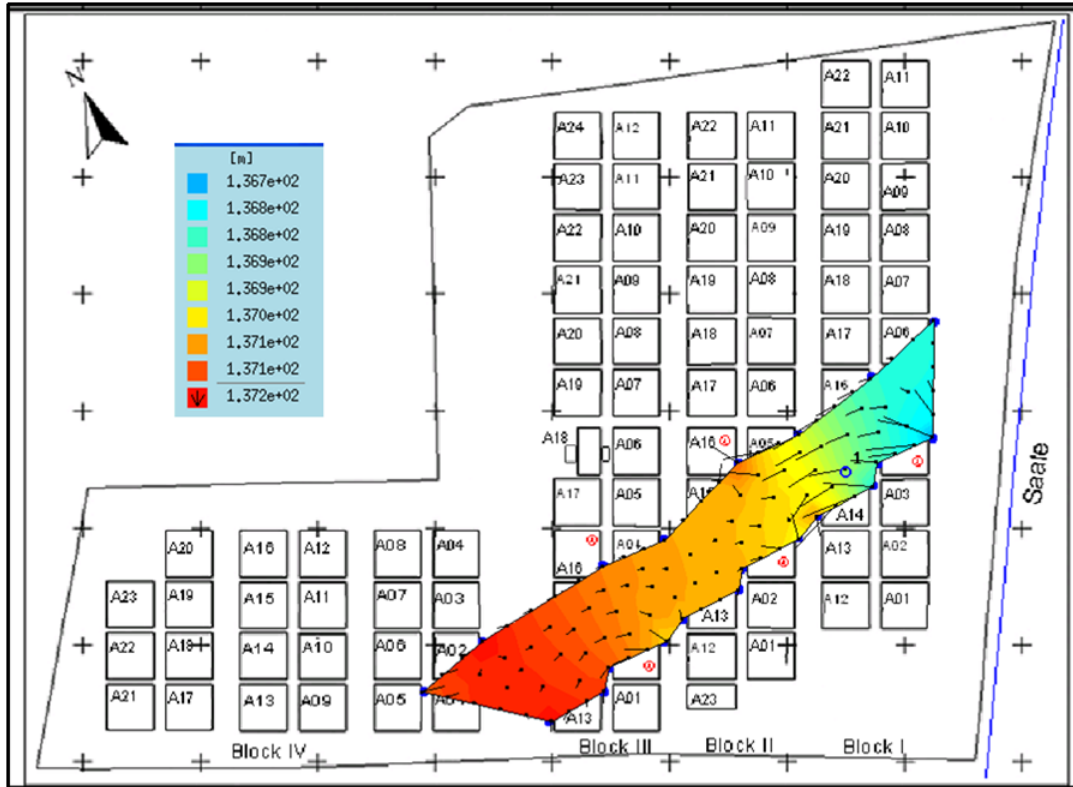 N
[m]
1.367e+02
1.368e+02
1.368e+02
1.369e+02
1.369e+02
1.370e+02
1.371e+02
1.371e+02
1.372e+02
A22 A11
A24 A12 A22 A11 A21 A10
A23 A11 A21 A10 A20 A09
A22 A10 A20 A09 A19 A08
A21 A09 A19 A08 A18 A07
A20 A08 A18 A07 A17 A06
A19 A07 A17 A06 A16
A18 A06 A16 A05 1
A17 A05 A14 A03
A20 A16 A12 A08 A04 A16 A04 A13 A02
A23 A19 A15 A11 A07 A03 A13 A02 A12 A01
A22 A18 A14 A10 A06 A02 A12 A01
A21 A17 A13 A09 A05 A13 A01 A23
Block IV Block III Block II Block I
Saale